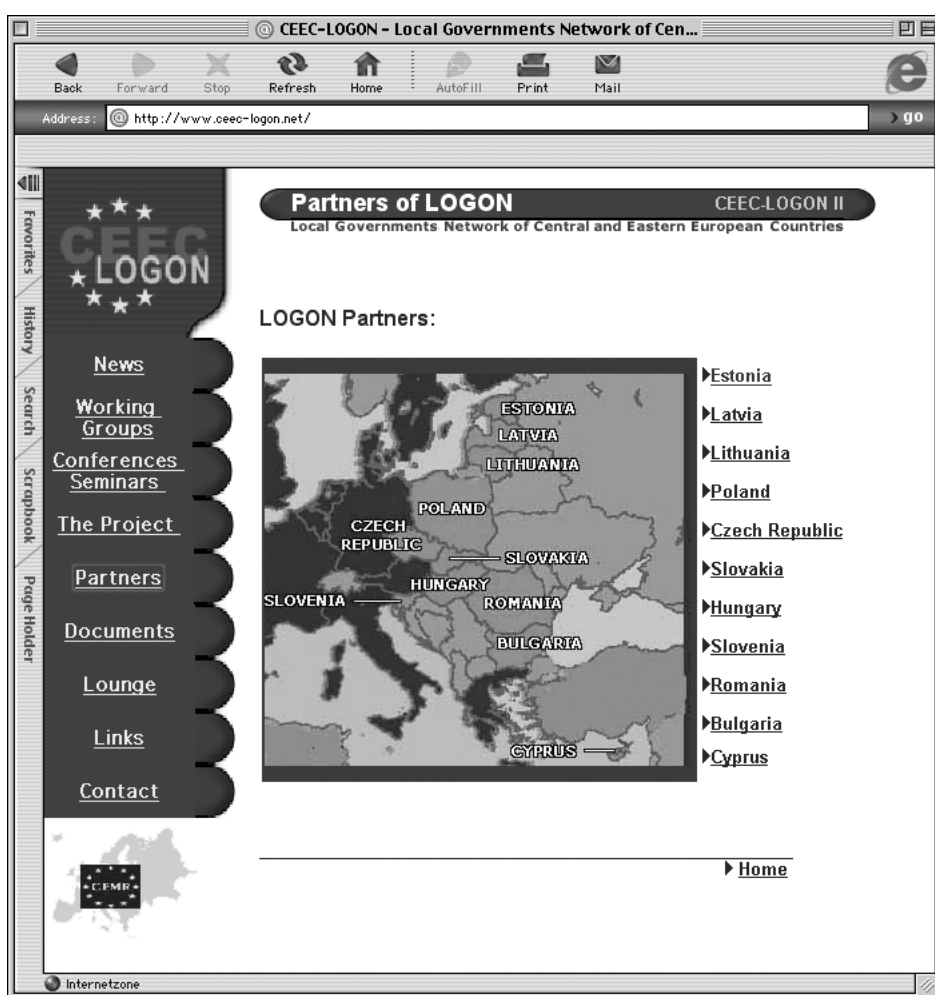 CEEC-LOGON - Local Governments Network of Cen...
Back Forward Stop Refresh Home AutoFill Print Mail
Address: http://www.ceec-logon.net/ go
Favorites
History
Search
Scrapbook
Page Holder
CEEC
LOGON
News
Working
Groups
Conferences
Seminars
The Project
Partners
Documents
Lounge
Links
Contact
CEMR
Partners of LOGON CEEC-LOGON II
Local Governments Network of Central and Eastern European Countries
LOGON Partners:
ESTONIA
LATVIA
LITHUANIA
POLAND
CZECH
REPUBLIC
SLOVAKIA
HUNGARY
SLOVENIA
ROMANIA
BULGARIA
CYPRUS
Estonia
Latvia
Lithuania
Poland
Czech Republic
Slovakia
Hungary
Slovenia
Romania
Bulgaria
Cyprus
Home
Internetzone